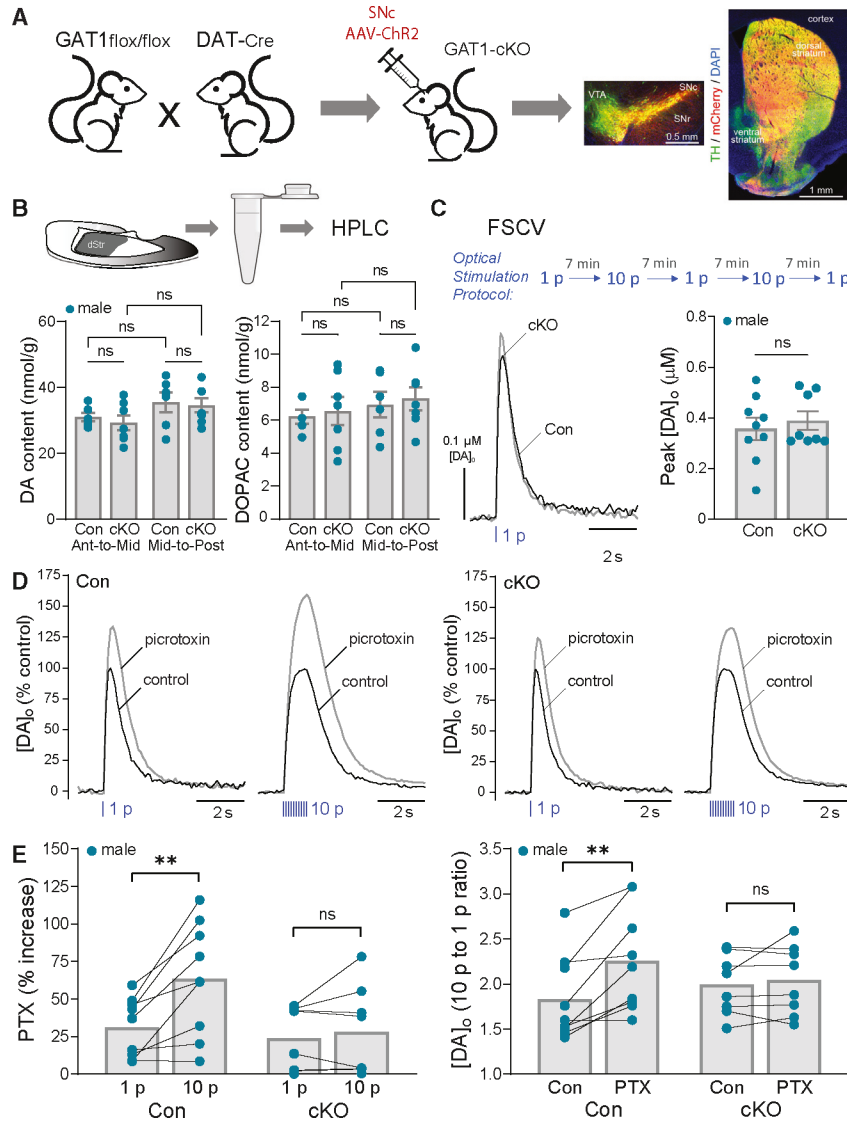 A
GAT1flox/flox
DAT-Cre
X
SNc
AAV-ChR2
GAT1-cKO
VTA
SNc
SNr
0.5 mm
TH / mCherry / DAPI
cortex
dorsal
striatum
ventral
striatum
1 mm
B
dStr
HPLC
male
DA content (nmol/g)
60
40
20
0
ns
ns
ns
ns
Con cKO
Ant-to-Mid
Con cKO
Mid-to-Post
DOPAC content (nmol/g)
12
10
8
6
4
2
0
ns
ns
ns
ns
Con cKO
Ant-to-Mid
Con cKO
Mid-to-Post
C
FSCV
Optical
Stimulation
Protocol:
1 p 7 min 10 p 7 min 1 p 7 min 10 p 7 min 1 p
cKO
Con
0.1 µM
[DA]o
1 p
2 s
male
Peak [DA]o (µM)
0.8
0.6
0.4
0.2
0
ns
Con cKO
D
Con
[DA]o (% control)
175
150
125
100
75
50
25
0
picrotoxin
control
1 p
2 s
picrotoxin
control
10 p
2 s
cKO
[DA]o (% control)
175
150
125
100
75
50
25
0
picrotoxin
control
1 p
2 s
picrotoxin
control
10 p
2 s
E
male
PTX (% increase)
150
125
100
75
50
25
0
**
ns
1 p 10 p
Con
1 p 10 p
cKO
male
[DA]o (10 p to 1 p ratio)
3.5
3.0
2.5
2.0
1.5
1.0
**
ns
Con PTX
Con
Con PTX
cKO